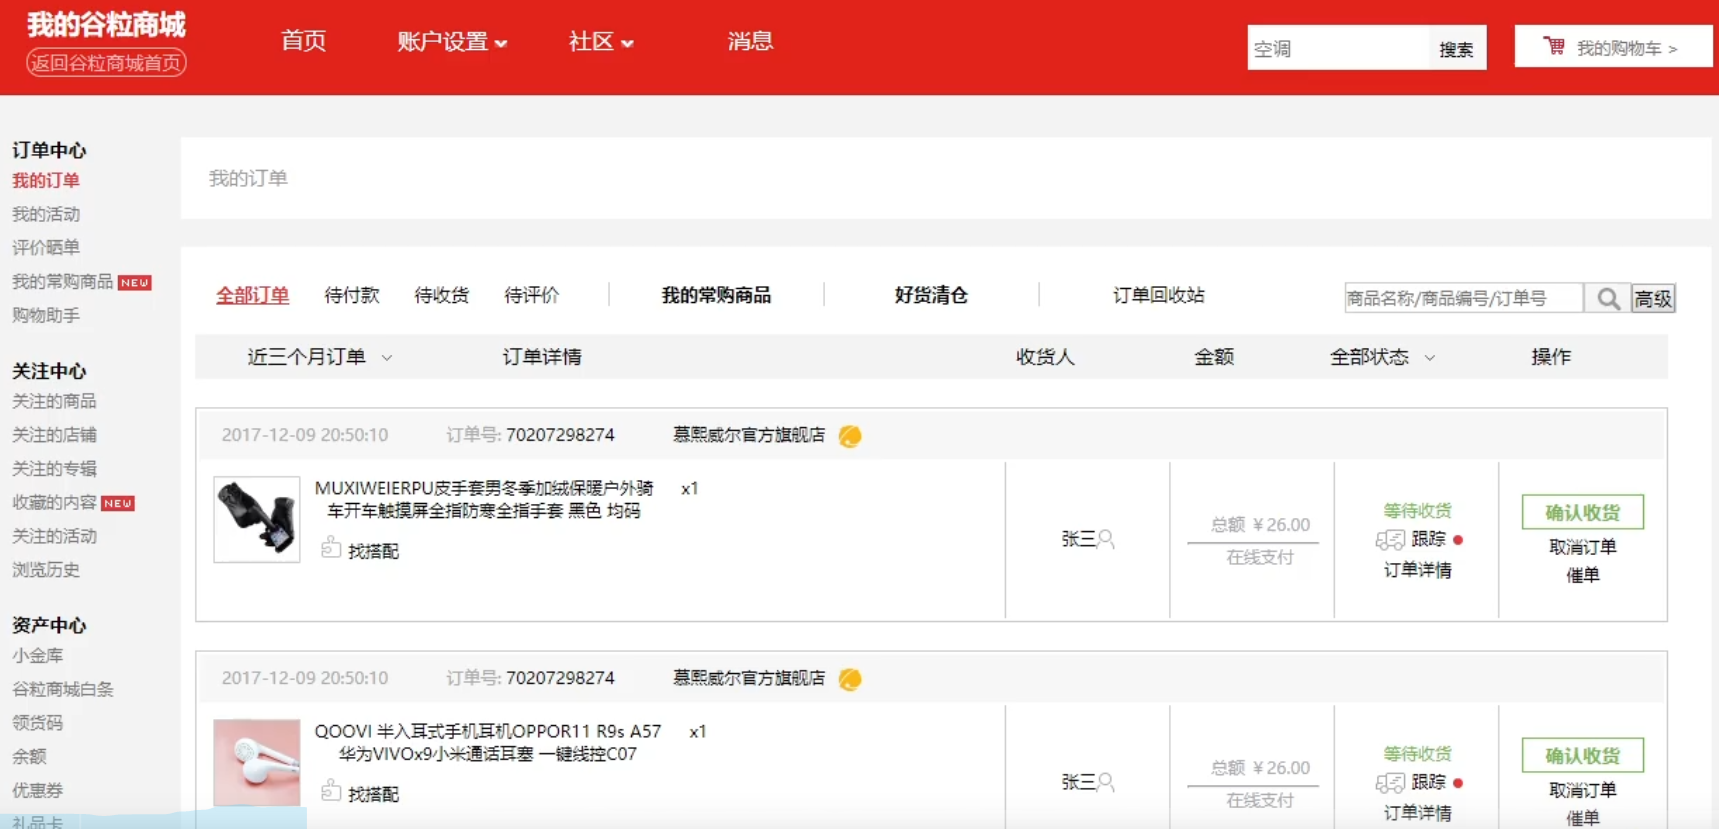 我的谷粒商城
返回谷粒商城首页
首页
账户设置
社区
消息
空调
搜索
我的购物车 >
订单中心
我的订单
我的活动
评价晒单
我的常购商品 NEW
购物助手
关注中心
关注的商品
关注的店铺
关注的专辑
收藏的内容 NEW
关注的活动
浏览历史
资产中心
小金库
谷粒商城白条
领货码
余额
优惠券
礼品卡
我的订单
全部订单 待付款 待收货 待评价 我的常购商品 好货清仓 订单回收站
商品名称/商品编号/订单号
高级
近三个月订单 订单详情 收货人 金额 全部状态 操作
2017-12-09 20:50:10 订单号: 70207298274 慕熙威尔官方旗舰店
MUXIWEIERPU皮手套男冬季加绒保暖户外骑 x1
车开车触摸屏全指防寒全指手套 黑色 均码
找搭配
张三
总额 ¥26.00
在线支付
等待收货
跟踪
订单详情
确认收货
取消订单
催单
2017-12-09 20:50:10 订单号: 70207298274 慕熙威尔官方旗舰店
QOOVI 半入耳式手机耳机OPPOR11 R9s A57 x1
华为VIVOx9小米通话耳塞 一键线控C07
找搭配
张三
总额 ¥26.00
在线支付
等待收货
跟踪
订单详情
确认收货
取消订单
催单